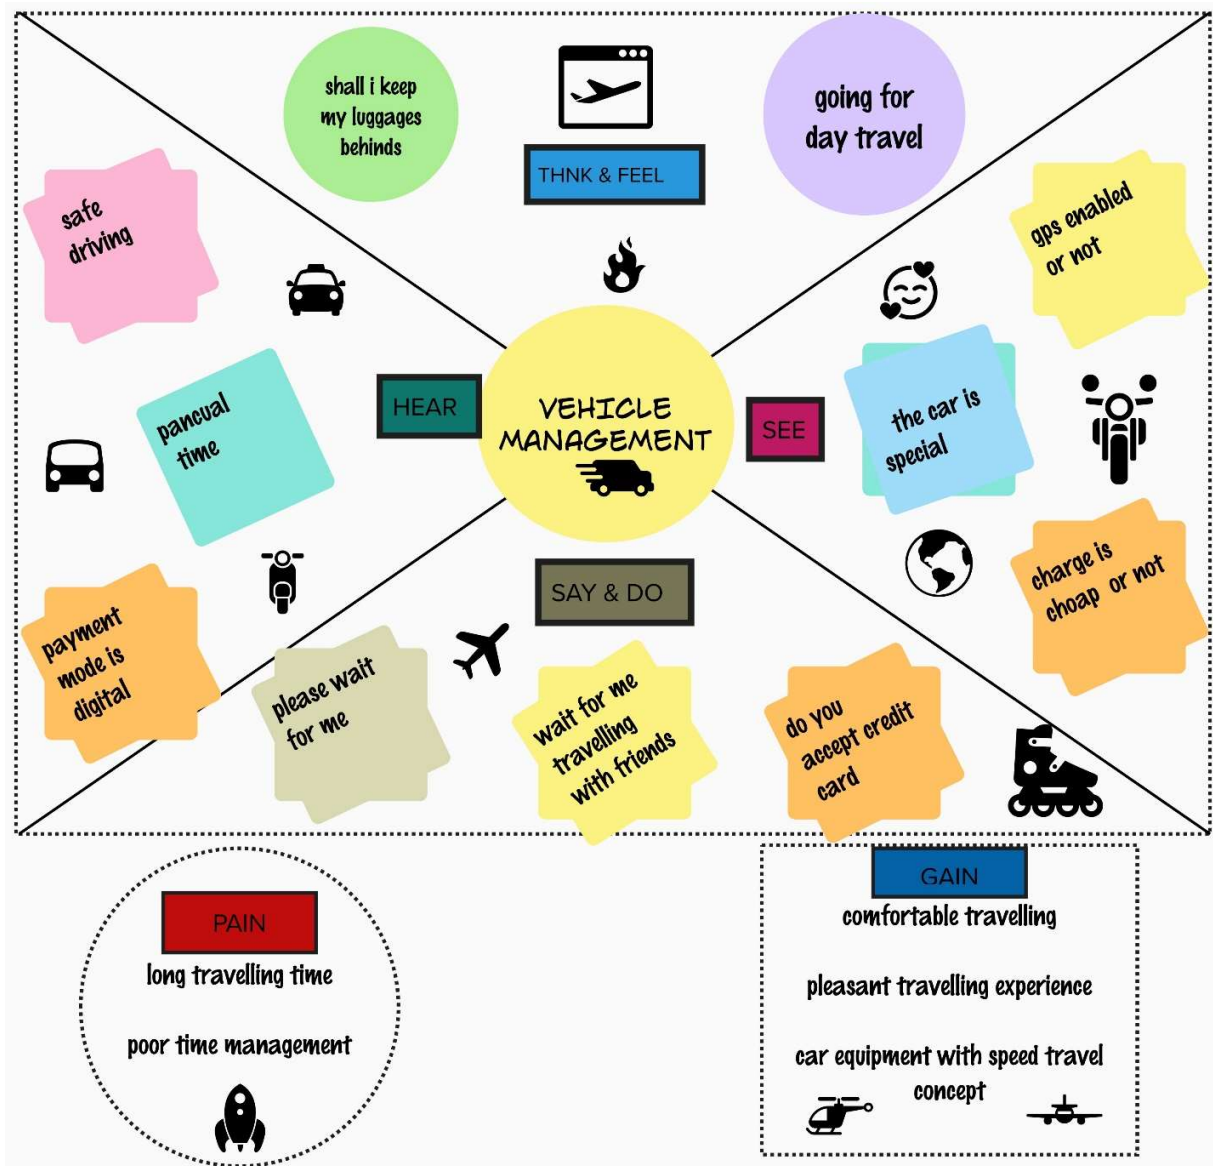 shall i keep
my luggages
behinds
THNK & FEEL
going for
day travel
safe
driving
pancual
time
payment
mode is
digital
HEAR
VEHICLE
MANAGEMENT
SEE
gps enabled
or not
the car is
special
charge is
choap or not
SAY & DO
please wait
for me
wait for me
travelling
with friends
do you
accept credit
card
PAIN
long travelling time
poor time management
GAIN
comfortable travelling
pleasant travelling experience
car equipment with speed travel
concept